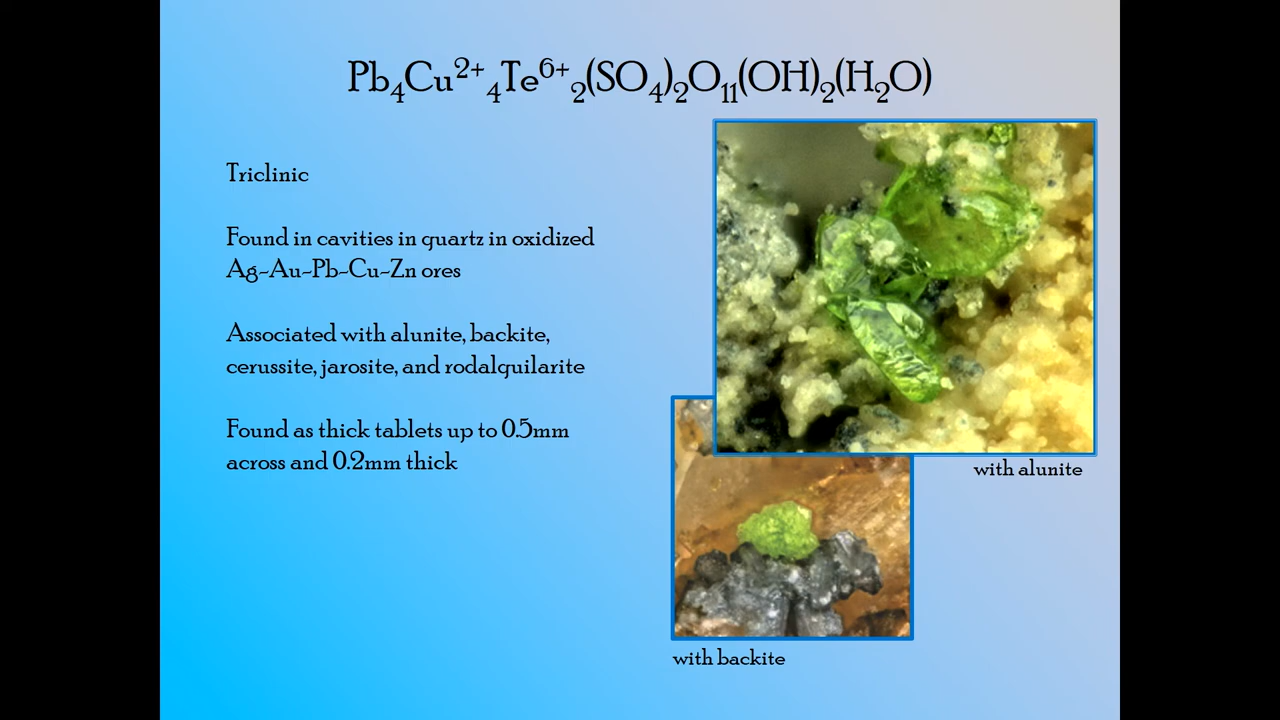 Pb₄Cu²⁺₄Te⁶⁺₂(SO₄)₂O₁₁(OH)₂(H₂O)
Triclinic
Found in cavities in quartz in oxidized
Ag-Au-Pb-Cu-Zn ores
Associated with alunite, backite,
cerussite, jarosite, and rodalquilarite
Found as thick tablets up to 0.5mm
across and 0.2mm thick
with alunite
with backite